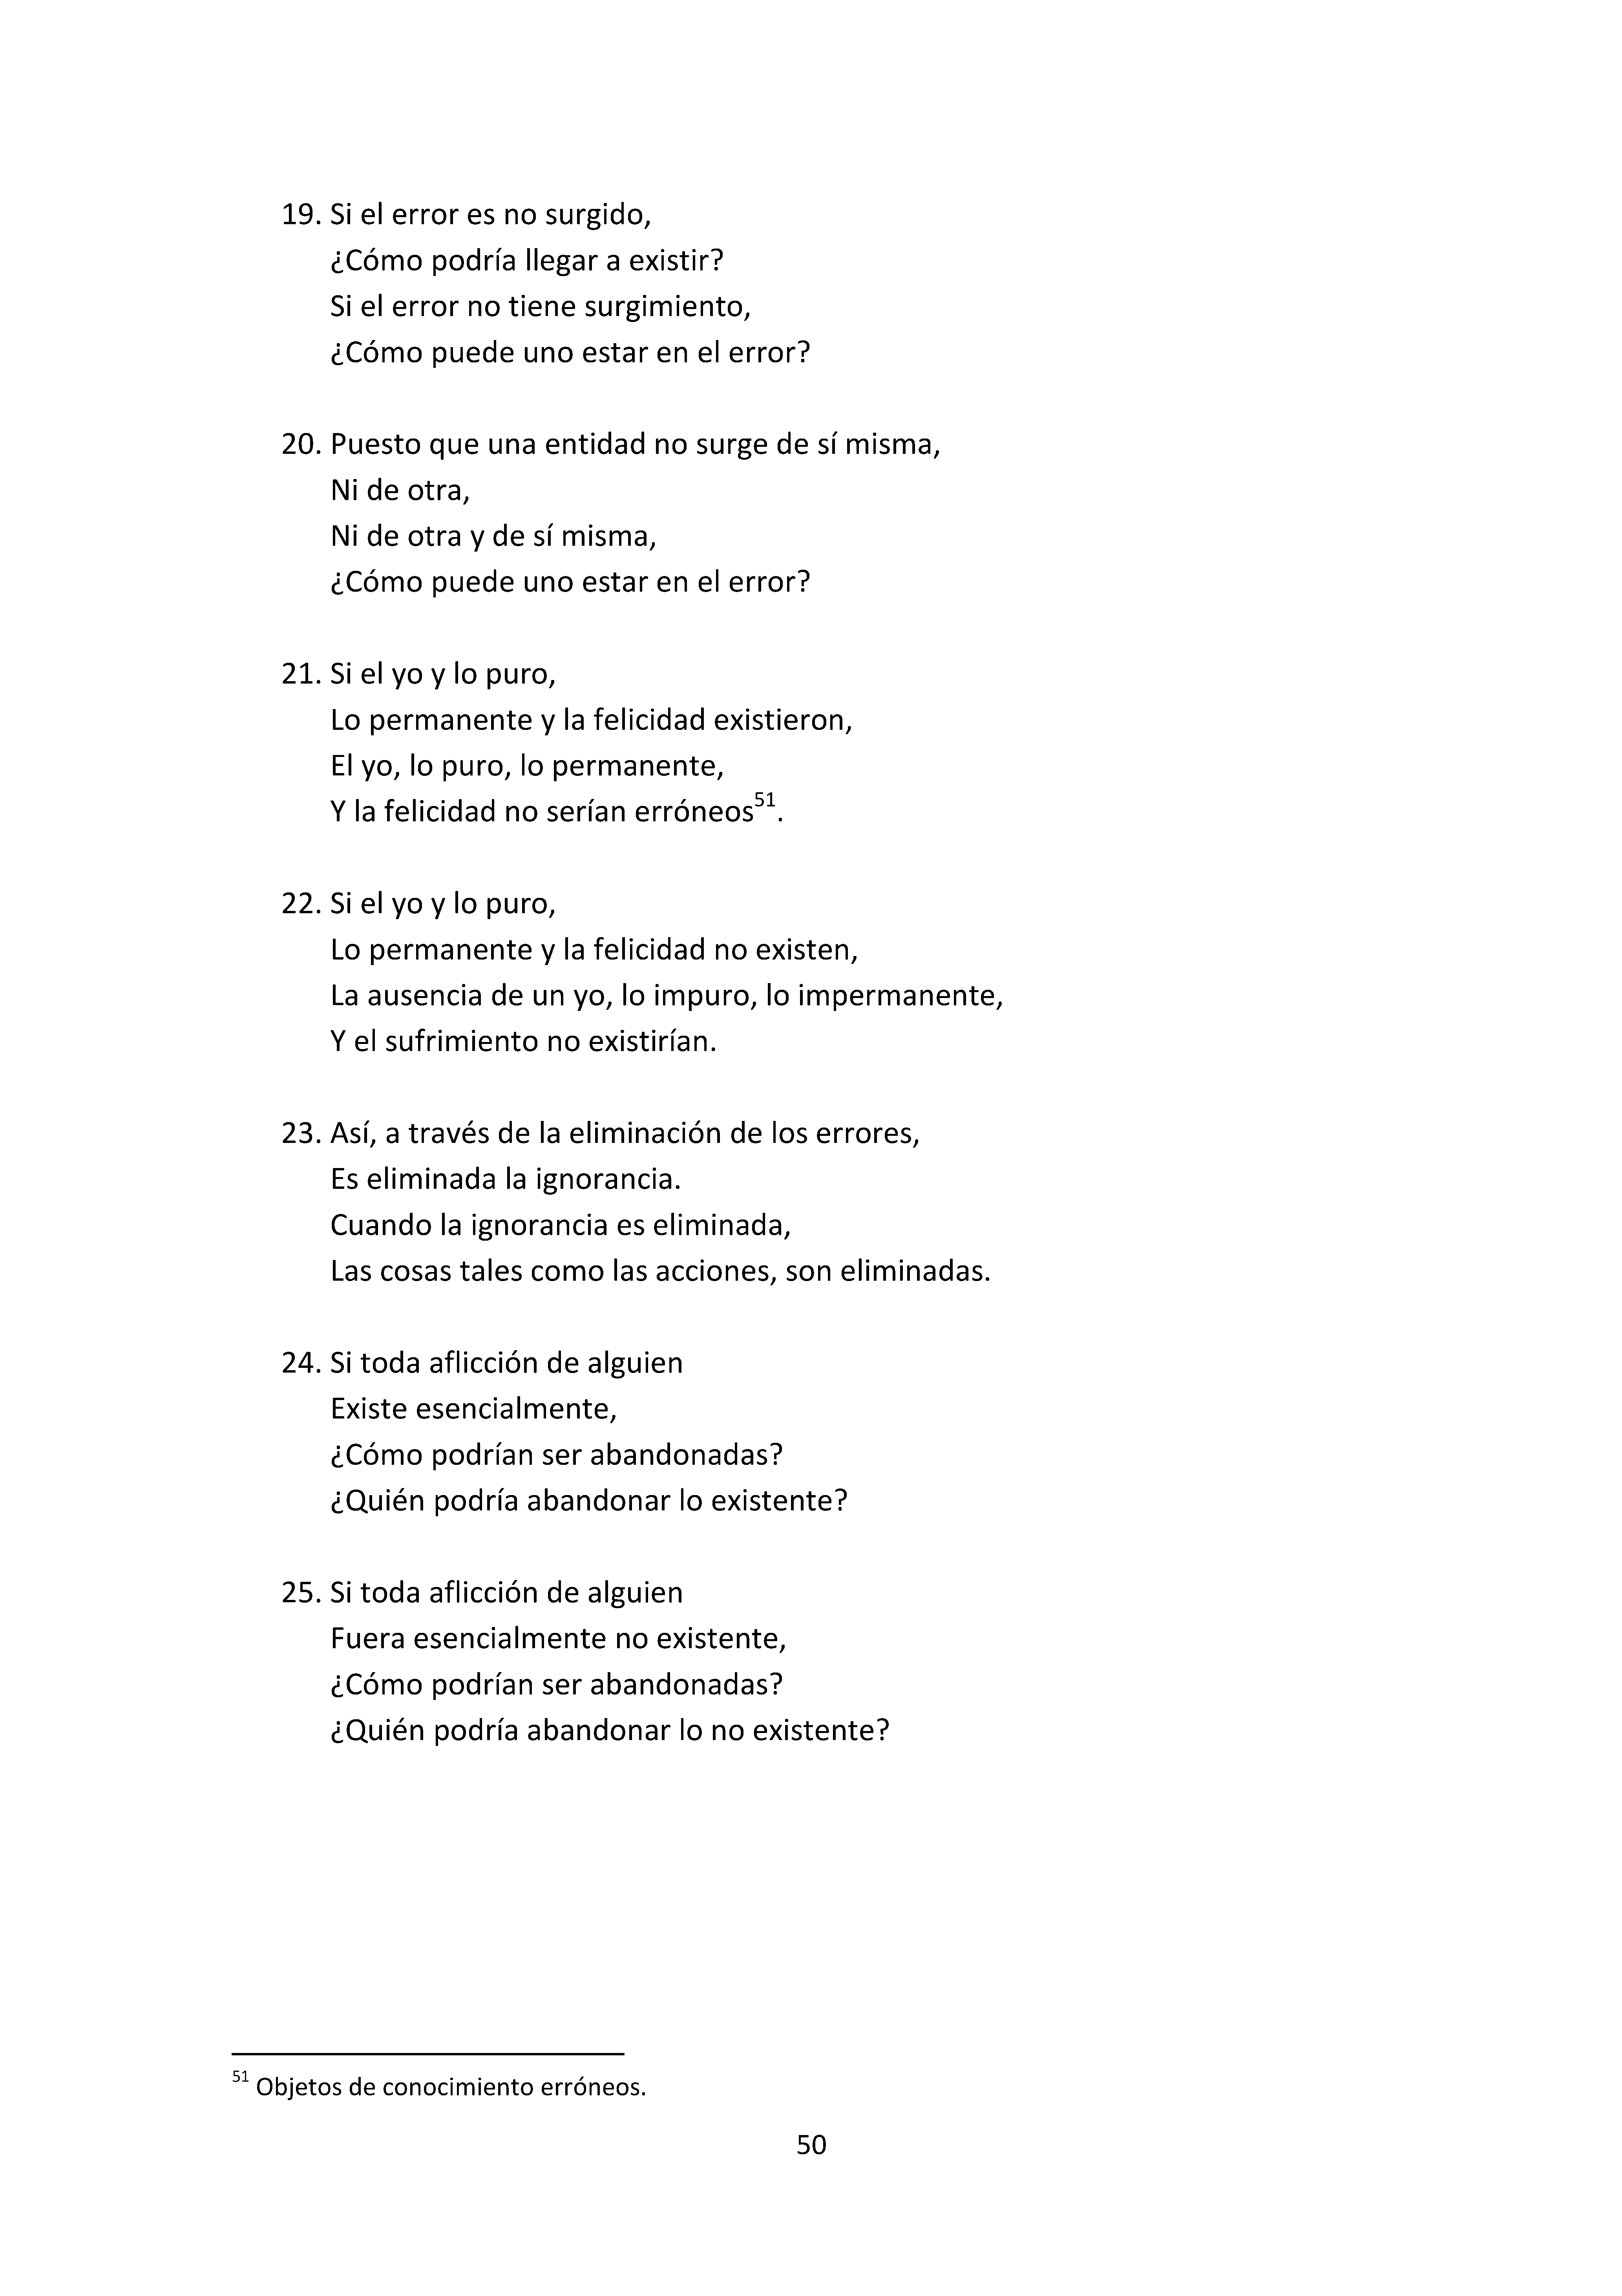 19. Si el error es no surgido,
¿Cómo podría llegar a existir?
Si el error no tiene surgimiento,
¿Cómo puede uno estar en el error?
20. Puesto que una entidad no surge de sí misma,
Ni de otra,
Ni de otra y de sí misma,
¿Cómo puede uno estar en el error?
21. Si el yo y lo puro,
Lo permanente y la felicidad existieron,
El yo, lo puro, lo permanente,
Y la felicidad no serían erróneos51.
22. Si el yo y lo puro,
Lo permanente y la felicidad no existen,
La ausencia de un yo, lo impuro, lo impermanente,
Y el sufrimiento no existirían.
23. Así, a través de la eliminación de los errores,
Es eliminada la ignorancia.
Cuando la ignorancia es eliminada,
Las cosas tales como las acciones, son eliminadas.
24. Si toda aflicción de alguien
Existe esencialmente,
¿Cómo podrían ser abandonadas?
¿Quién podría abandonar lo existente?
25. Si toda aflicción de alguien
Fuera esencialmente no existente,
¿Cómo podrían ser abandonadas?
¿Quién podría abandonar lo no existente?
51 Objetos de conocimiento erróneos.
50